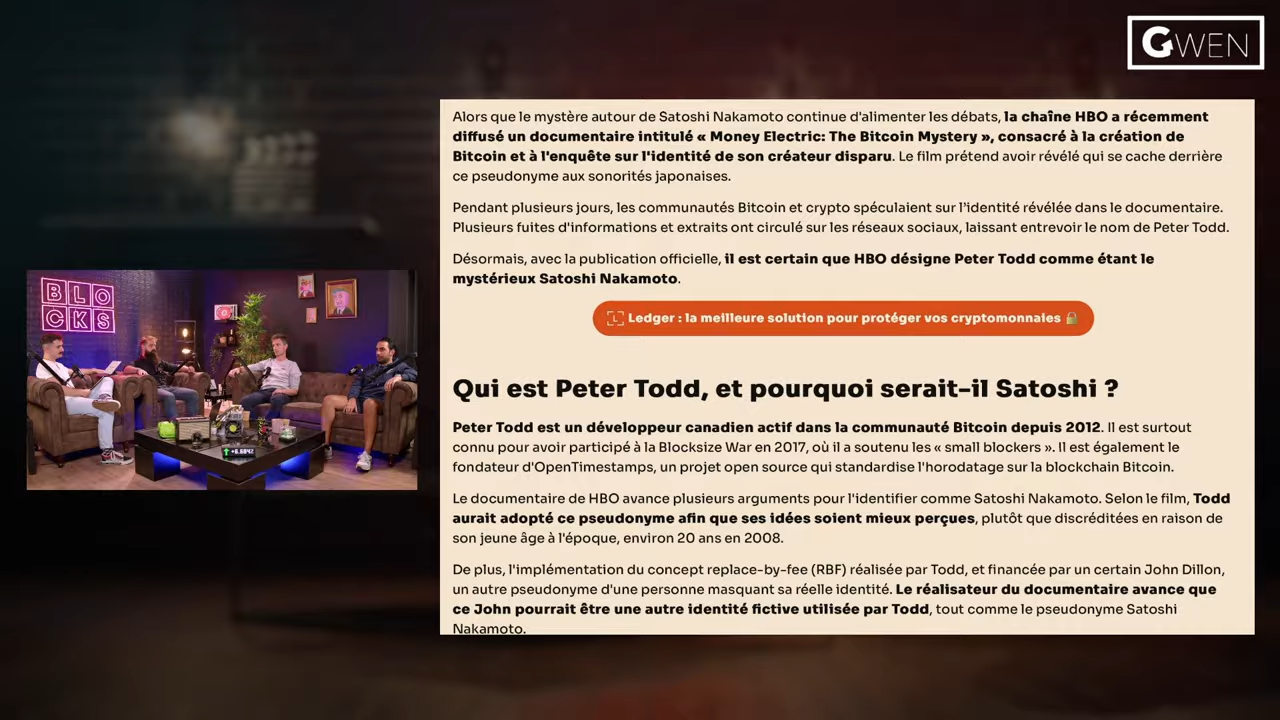 GWEN
Alors que le mystère autour de Satoshi Nakamoto continue d'alimenter les débats, la chaîne HBO a récemment
diffusé un documentaire intitulé « Money Electric: The Bitcoin Mystery », consacré à la création de
Bitcoin et à l'enquête sur l'identité de son créateur disparu. Le film prétend avoir révélé qui se cache derrière
ce pseudonyme aux sonorités japonaises.
Pendant plusieurs jours, les communautés Bitcoin et crypto spéculaient sur l'identité révélée dans le documentaire.
Plusieurs fuites d'informations et extraits ont circulé sur les réseaux sociaux, laissant entrevoir le nom de Peter Todd.
Désormais, avec la publication officielle, il est certain que HBO désigne Peter Todd comme étant le
mystérieux Satoshi Nakamoto.
Ledger : la meilleure solution pour protéger vos cryptomonnaies
Qui est Peter Todd, et pourquoi serait-il Satoshi ?
Peter Todd est un développeur canadien actif dans la communauté Bitcoin depuis 2012. Il est surtout
connu pour avoir participé à la Blocksize War en 2017, où il a soutenu les « small blockers ». Il est également le
fondateur d'OpenTimestamps, un projet open source qui standardise l'horodatage sur la blockchain Bitcoin.
Le documentaire de HBO avance plusieurs arguments pour l'identifier comme Satoshi Nakamoto. Selon le film, Todd
aurait adopté ce pseudonyme afin que ses idées soient mieux perçues, plutôt que discréditées en raison de
son jeune âge à l'époque, environ 20 ans en 2008.
De plus, l'implémentation du concept replace-by-fee (RBF) réalisée par Todd, et financée par un certain John Dillon,
un autre pseudonyme d'une personne masquant sa réelle identité. Le réalisateur du documentaire avance que
ce John pourrait être une autre identité fictive utilisée par Todd, tout comme le pseudonyme Satoshi
Nakamoto.
BLO
CKS